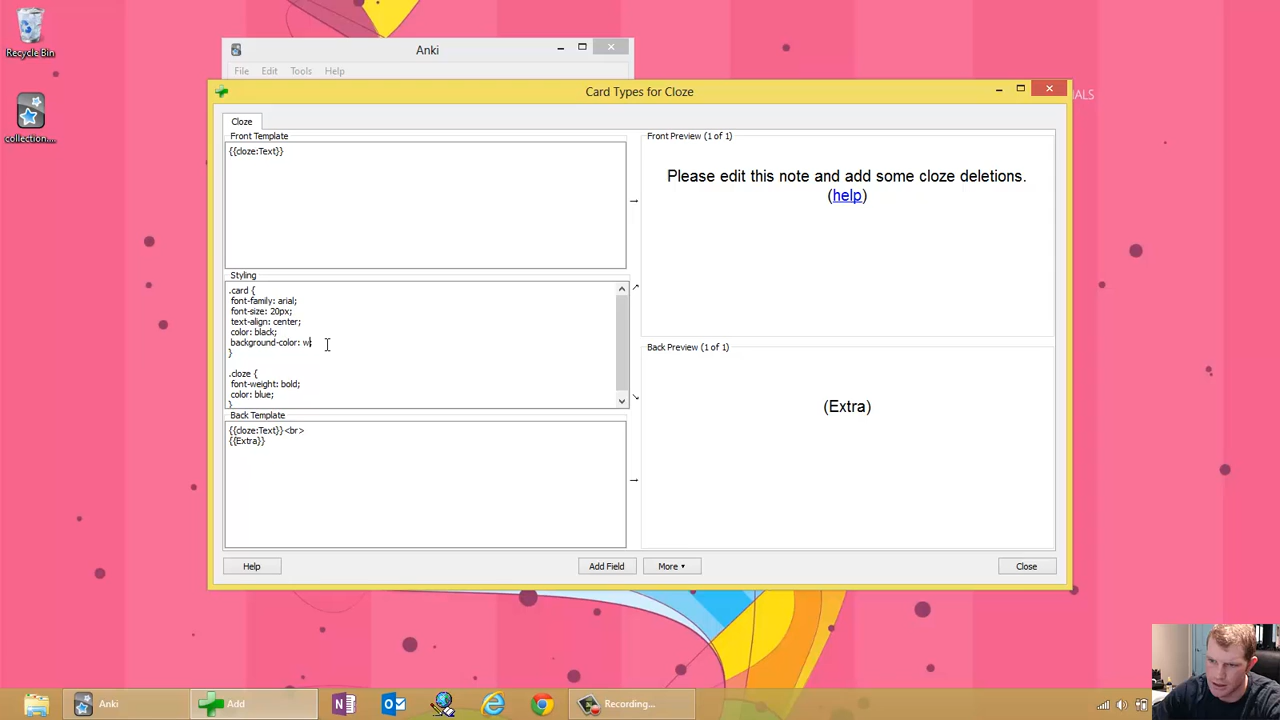 Recycle Bin
collection....
Anki
File Edit Tools Help
Card Types for Cloze
IALS
Cloze
Front Template
{{cloze:Text}}
Front Preview (1 of 1)
Please edit this note and add some cloze deletions.
(help)
Styling
.card {
font-family: arial;
font-size: 20px;
text-align: center;
color: black;
background-color: w;
}
.cloze {
font-weight: bold;
color: blue;
}
Back Preview (1 of 1)
(Extra)
Back Template
{{cloze:Text}}<br>
{{Extra}}
Help
Add Field
More
Close
Anki
Add
Recording...